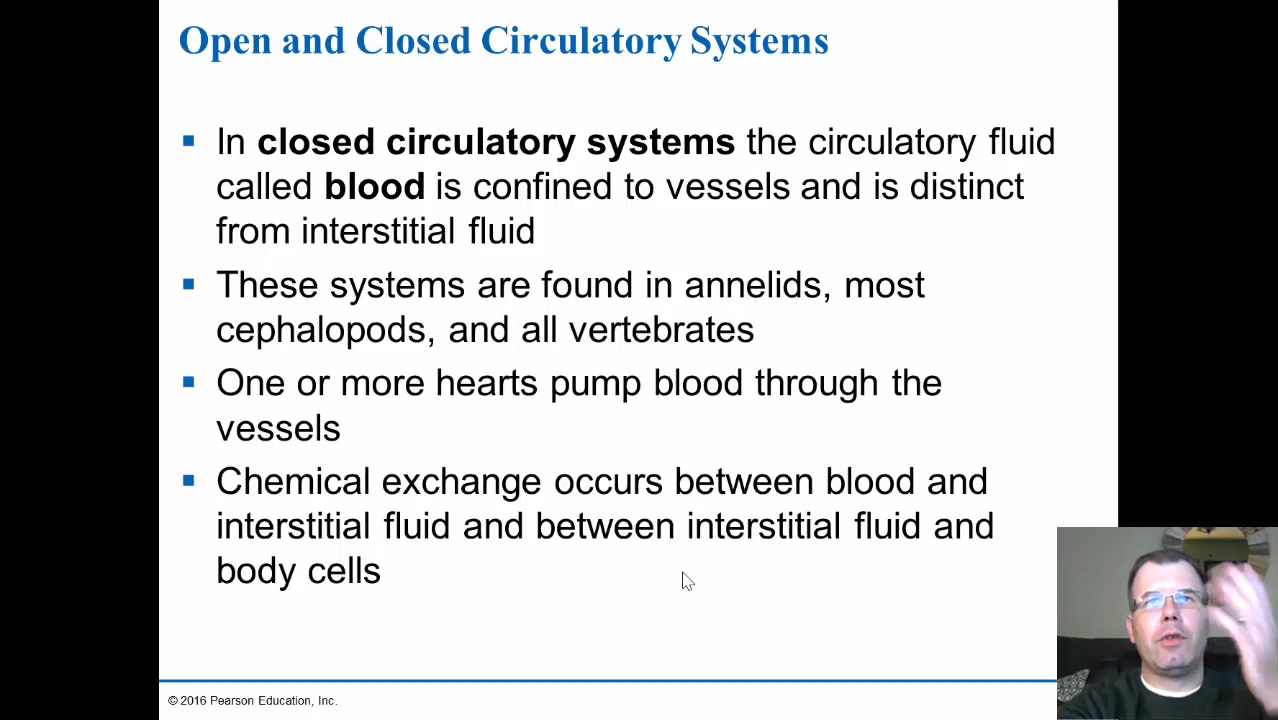 Open and Closed Circulatory Systems
In closed circulatory systems the circulatory fluid
called blood is confined to vessels and is distinct
from interstitial fluid
These systems are found in annelids, most
cephalopods, and all vertebrates
One or more hearts pump blood through the
vessels
Chemical exchange occurs between blood and
interstitial fluid and between interstitial fluid and
body cells
© 2016 Pearson Education, Inc.